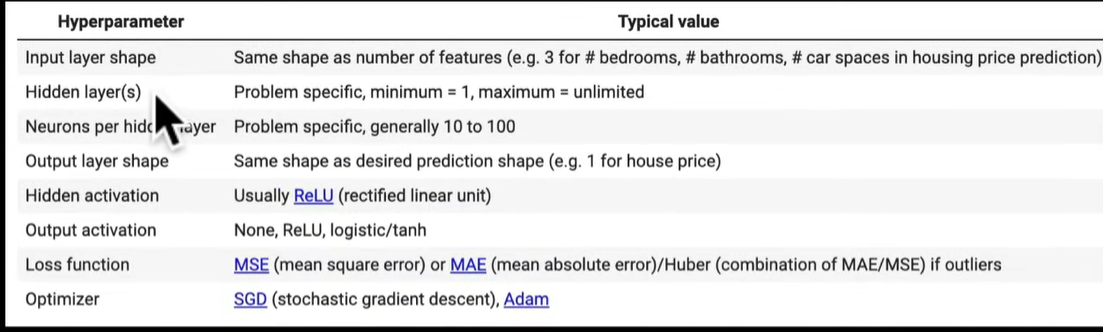 Hyperparameter Typical value
Input layer shape Same shape as number of features (e.g. 3 for # bedrooms, # bathrooms, # car spaces in housing price prediction)
Hidden layer(s) Problem specific, minimum = 1, maximum = unlimited
Neurons per layer Problem specific, generally 10 to 100
Output layer shape Same shape as desired prediction shape (e.g. 1 for house price)
Hidden activation Usually ReLU (rectified linear unit)
Output activation None, ReLU, logistic/tanh
Loss function MSE (mean square error) or MAE (mean absolute error)/Huber (combination of MAE/MSE) if outliers
Optimizer SGD (stochastic gradient descent), Adam